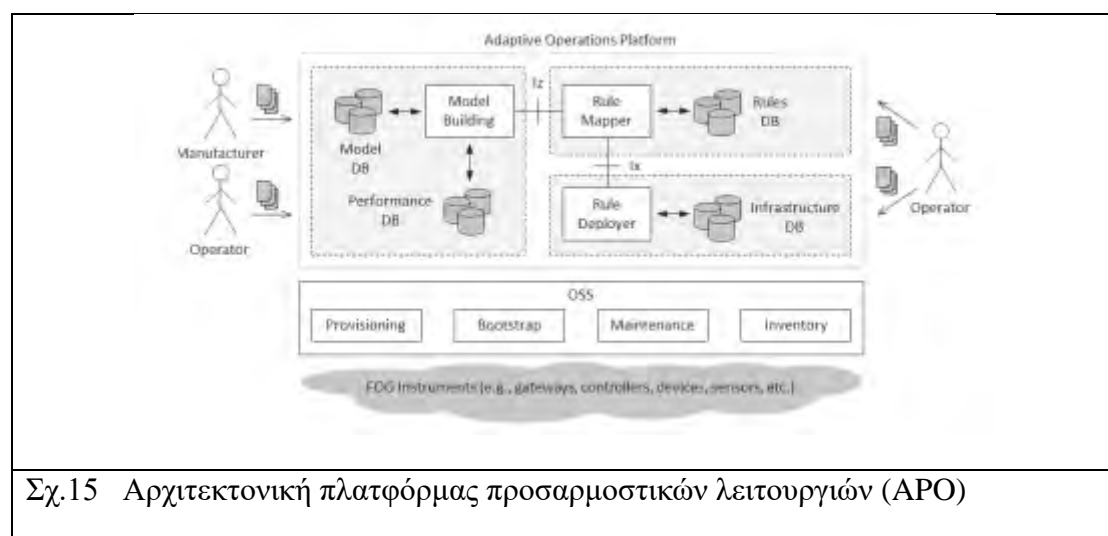 Adaptive Operations Platform
Manufacturer
Operator
Model
DB
Model
Building
Performance
DB
Iz
Rule
Mapper
Rules
DB
Ix
Rule
Deployer
Infrastructure
DB
Operator
OSS
Provisioning
Bootstrap
Maintenance
Inventory
FOG Instruments (e.g., gateways, controllers, devices, sensors, etc.)
Σχ.15 Αρχιτεκτονική πλατφόρμας προσαρμοστικών λειτουργιών (APO)